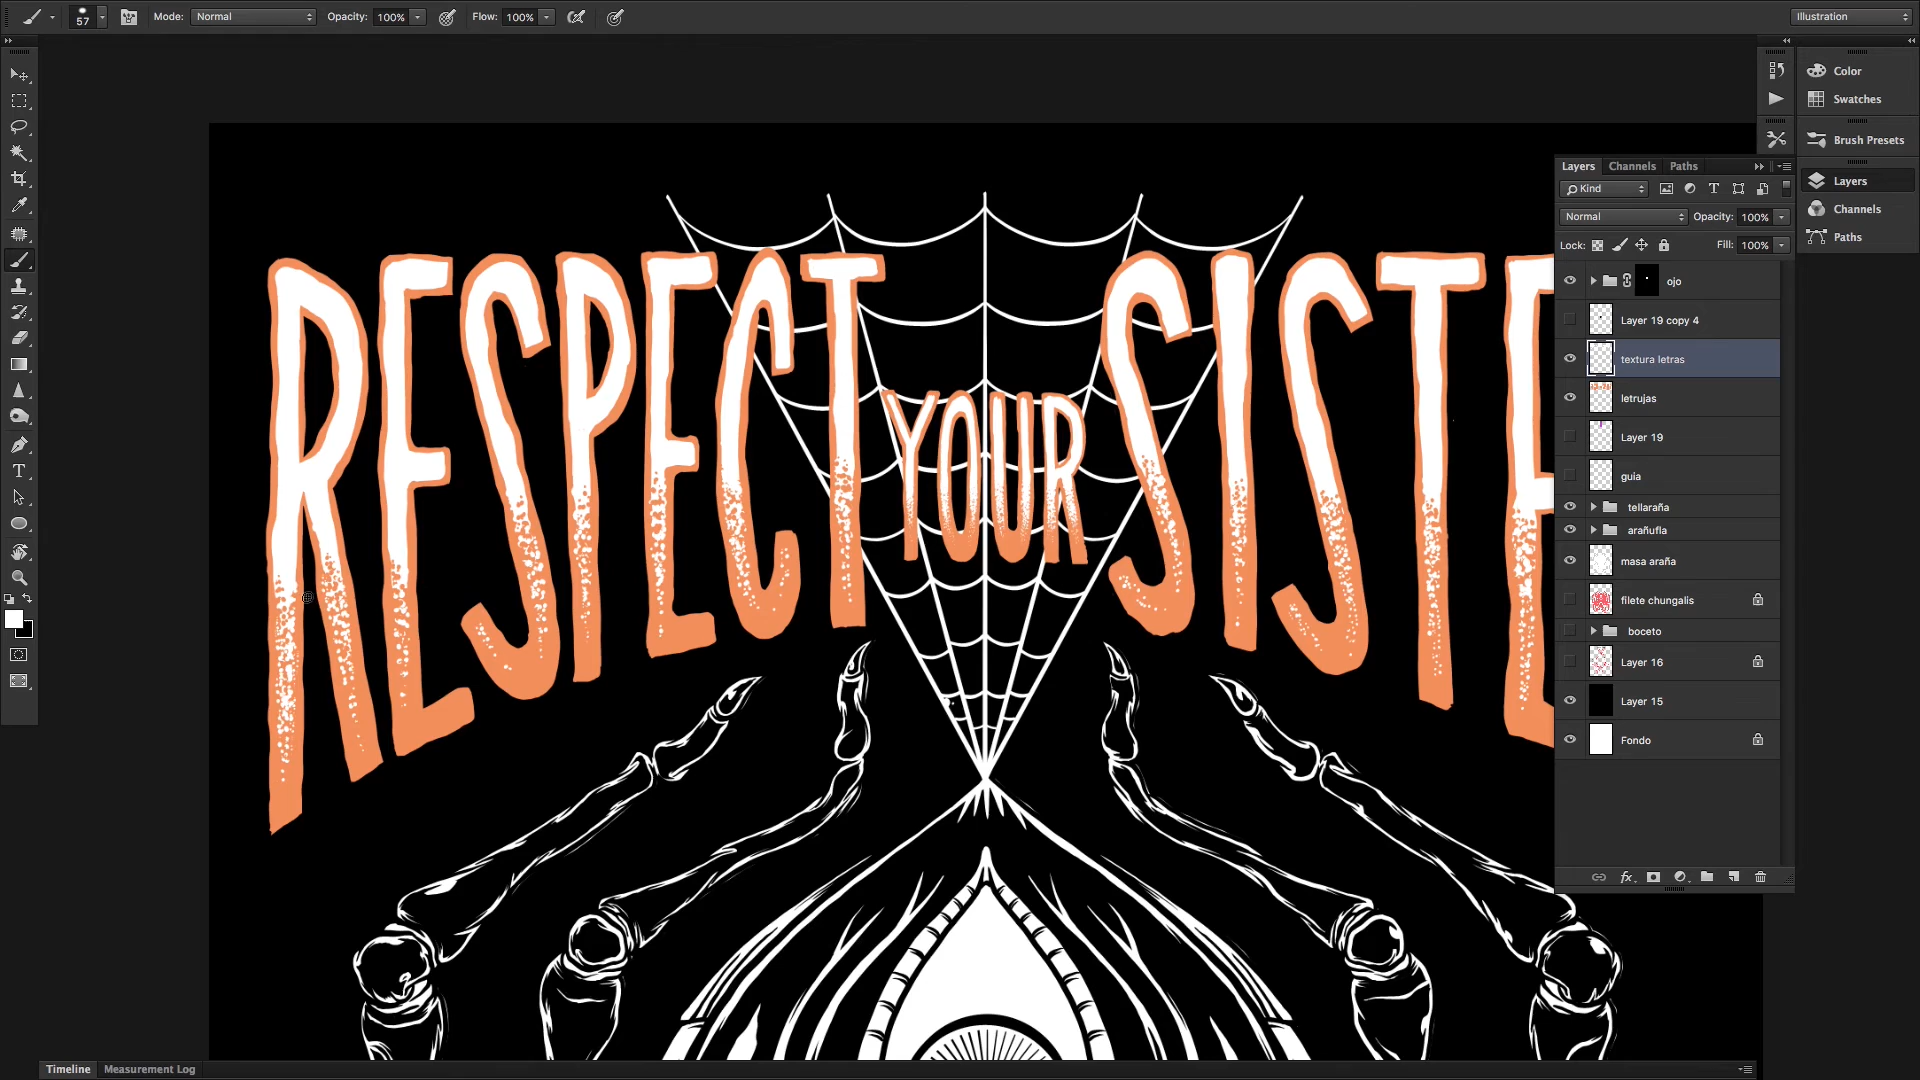 57 Mode: Normal Opacity: 100% Flow: 100% Illustration
Color
Swatches
Brush Presets
Layers
Channels
Paths
Layers Channels Paths
Kind
Normal Opacity: 100%
Lock: Fill: 100%
ojo
Layer 19 copy 4
textura letras
letrujas
Layer 19
guia
tellaraña
arañufla
masa araña
filete chungalis
boceto
Layer 16
Layer 15
Fondo
fx
RESPECT YOUR SISTE
Timeline Measurement Log